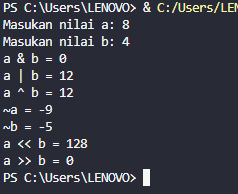 PS C:\Users\LENOVO> & C:/Users/LE
Masukan nilai a: 8
Masukan nilai b: 4
a & b = 0
a | b = 12
a ^ b = 12
~a = -9
~b = -5
a << b = 128
a >> b = 0
PS C:\Users\LENOVO>